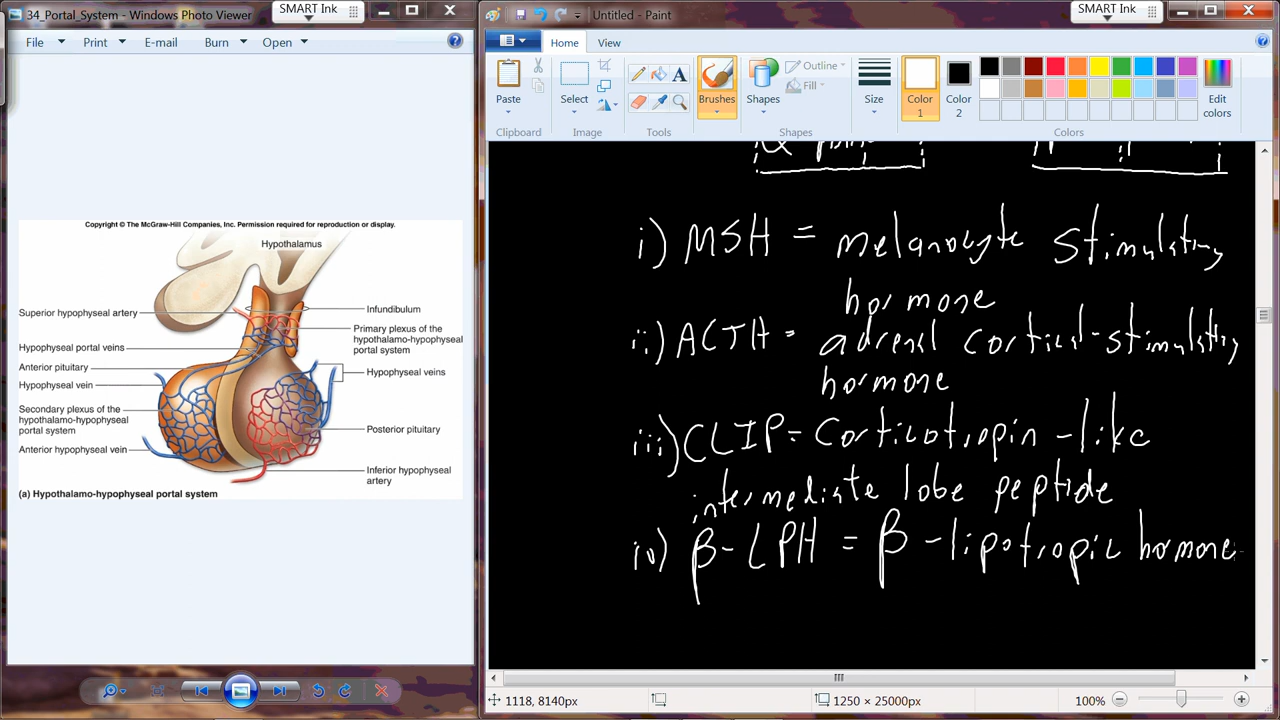 34_Portal_System - Windows Photo Viewer
SMART Ink
File Print E-mail Burn Open
Copyright © The McGraw-Hill Companies, Inc. Permission required for reproduction or display.
Hypothalamus
Superior hypophyseal artery
Hypophyseal portal veins
Anterior pituitary
Hypophyseal vein
Secondary plexus of the
hypothalamo-hypophyseal
portal system
Anterior hypophyseal vein
Infundibulum
Primary plexus of the
hypothalamo-hypophyseal
portal system
Hypophyseal veins
Posterior pituitary
Inferior hypophyseal
artery
(a) Hypothalamo-hypophyseal portal system
Untitled - Paint
SMART Ink
Home View
Paste
Clipboard
Select
Image
Tools
Brushes
Shapes
Outline
Fill
Shapes
Size
Color
1
Color
2
Edit
colors
Colors
i) MSH = melanocyte stimulating
hormone
ii) ACTH = adrenal cortical-stimulating
hormone
iii) CLIP = Corticotropin-like
intermediate lobe peptide
iv) β-LPH = β-lipotropic hormone
1118, 8140px
1250 × 25000px
100%